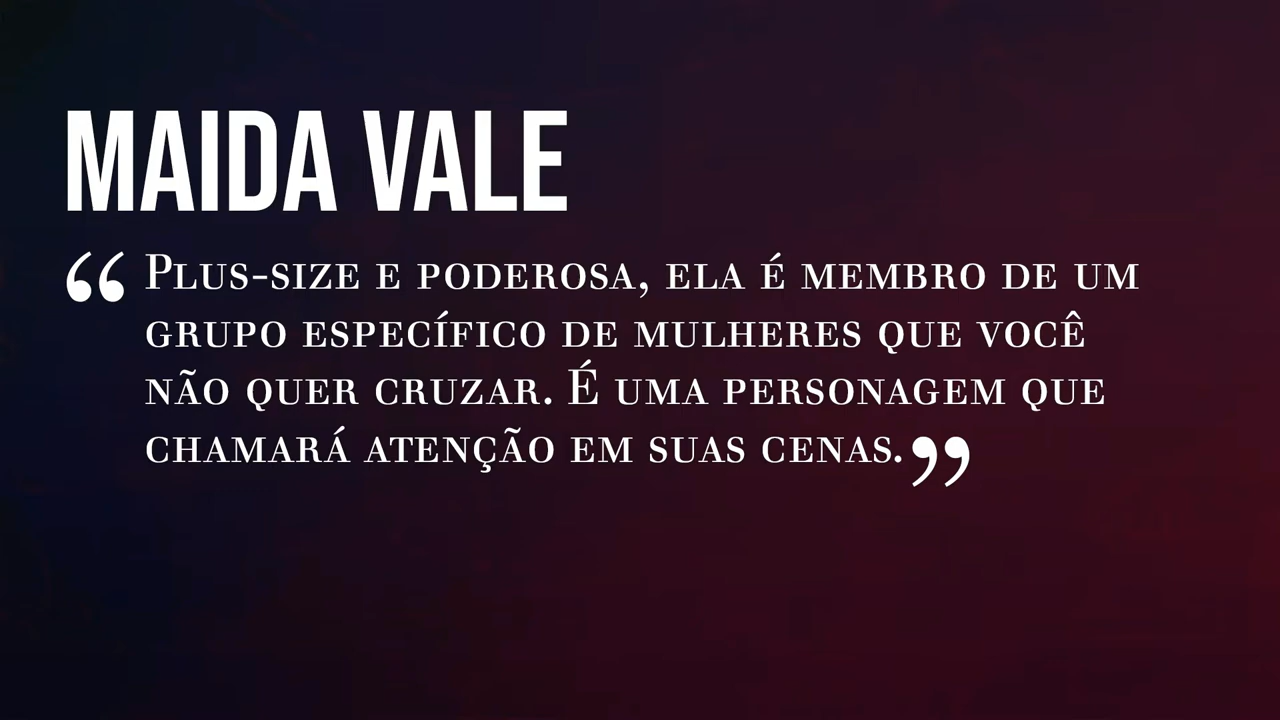 MAIDA VALE
“Plus-size e poderosa, ela é membro de um
grupo específico de mulheres que você
não quer cruzar. É uma personagem que
chamará atenção em suas cenas.”